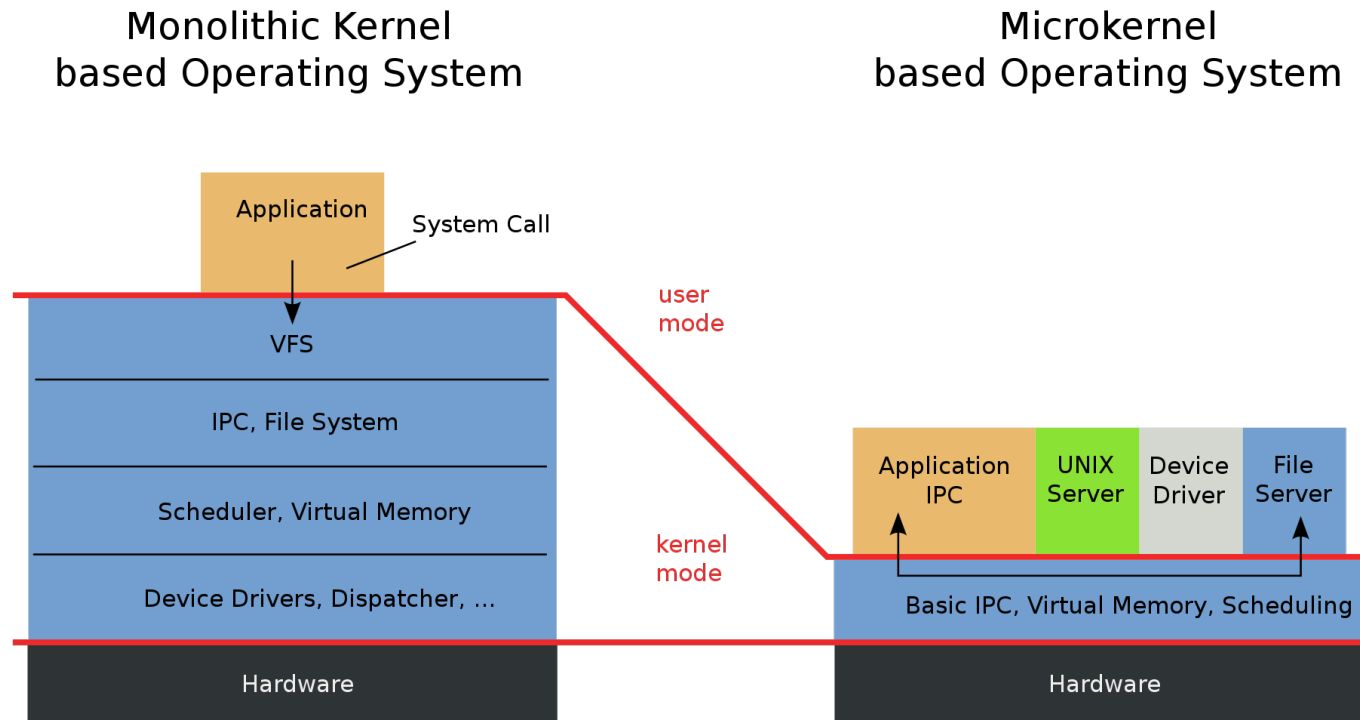 Monolithic Kernel
based Operating System
Microkernel
based Operating System
Application
System Call
user
mode
VFS
IPC, File System
Scheduler, Virtual Memory
kernel
mode
Device Drivers, Dispatcher, ...
Hardware
Application
IPC
UNIX
Server
Device
Driver
File
Server
Basic IPC, Virtual Memory, Scheduling
Hardware